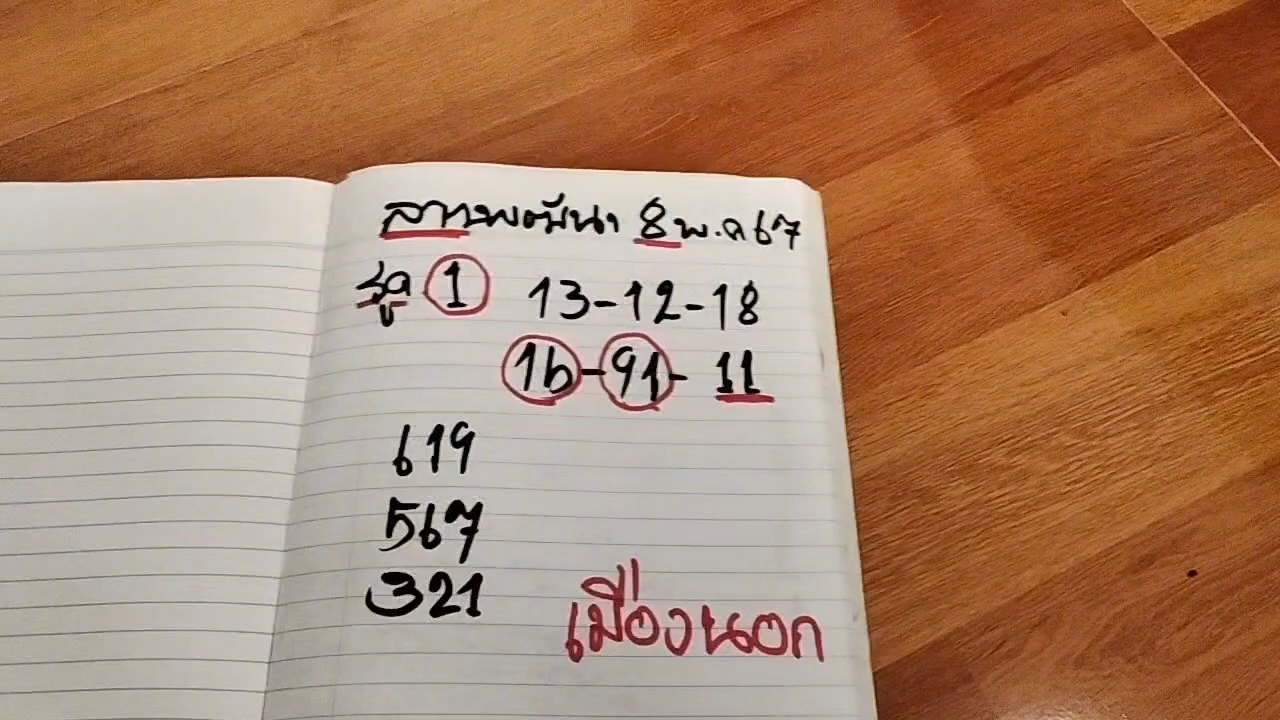 ลาวพัฒนา 8 พ.ค 67
รูด 1 13-12-18
16-91-11
619
567
321
เมืองนอก